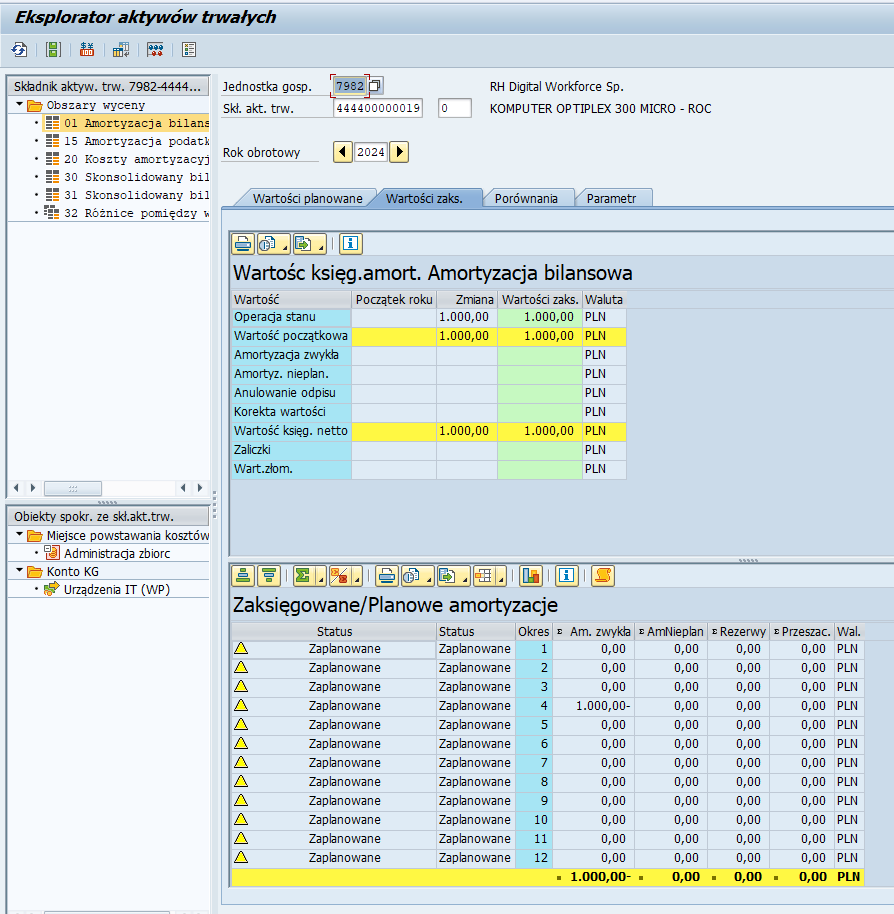 Eksplorator aktywów trwałych
Składnik aktyw. trw. 7982-4444...
Obszary wyceny
01 Amortyzacja bilans
15 Amortyzacja podatk
20 Koszty amortyzacyj
30 Skonsolidowany bil
31 Skonsolidowany bil
32 Różnice pomiędzy w
Obiekty spokr. ze skł.akt.trw.
Miejsce powstawania kosztów
Administracja zbiorc
Konto KG
Urządzenia IT (WP)
Jednostka gosp. 7982 RH Digital Workforce Sp.
Skł. akt. trw. 444400000019 0 KOMPUTER OPTIPLEX 300 MICRO - ROC
Rok obrotowy 2024
Wartości planowane Wartości zaks. Porównania Parametr
Wartośc księg.amort. Amortyzacja bilansowa
Wartość Początek roku Zmiana Wartości zaks. Waluta
Operacja stanu 1.000,00 1.000,00 PLN
Wartość początkowa 1.000,00 1.000,00 PLN
Amortyzacja zwykła PLN
Amortyz. nieplan. PLN
Anulowanie odpisu PLN
Korekta wartości PLN
Wartość księg. netto 1.000,00 1.000,00 PLN
Zaliczki PLN
Wart.złom. PLN
Zaksięgowane/Planowe amortyzacje
Status Status Okres Σ Am. zwykła Σ AmNieplan Σ Rezerwy Σ Przeszac. Wal.
Zaplanowane Zaplanowane 1 0,00 0,00 0,00 0,00 PLN
Zaplanowane Zaplanowane 2 0,00 0,00 0,00 0,00 PLN
Zaplanowane Zaplanowane 3 0,00 0,00 0,00 0,00 PLN
Zaplanowane Zaplanowane 4 1.000,00- 0,00 0,00 0,00 PLN
Zaplanowane Zaplanowane 5 0,00 0,00 0,00 0,00 PLN
Zaplanowane Zaplanowane 6 0,00 0,00 0,00 0,00 PLN
Zaplanowane Zaplanowane 7 0,00 0,00 0,00 0,00 PLN
Zaplanowane Zaplanowane 8 0,00 0,00 0,00 0,00 PLN
Zaplanowane Zaplanowane 9 0,00 0,00 0,00 0,00 PLN
Zaplanowane Zaplanowane 10 0,00 0,00 0,00 0,00 PLN
Zaplanowane Zaplanowane 11 0,00 0,00 0,00 0,00 PLN
Zaplanowane Zaplanowane 12 0,00 0,00 0,00 0,00 PLN
1.000,00- 0,00 0,00 0,00 PLN